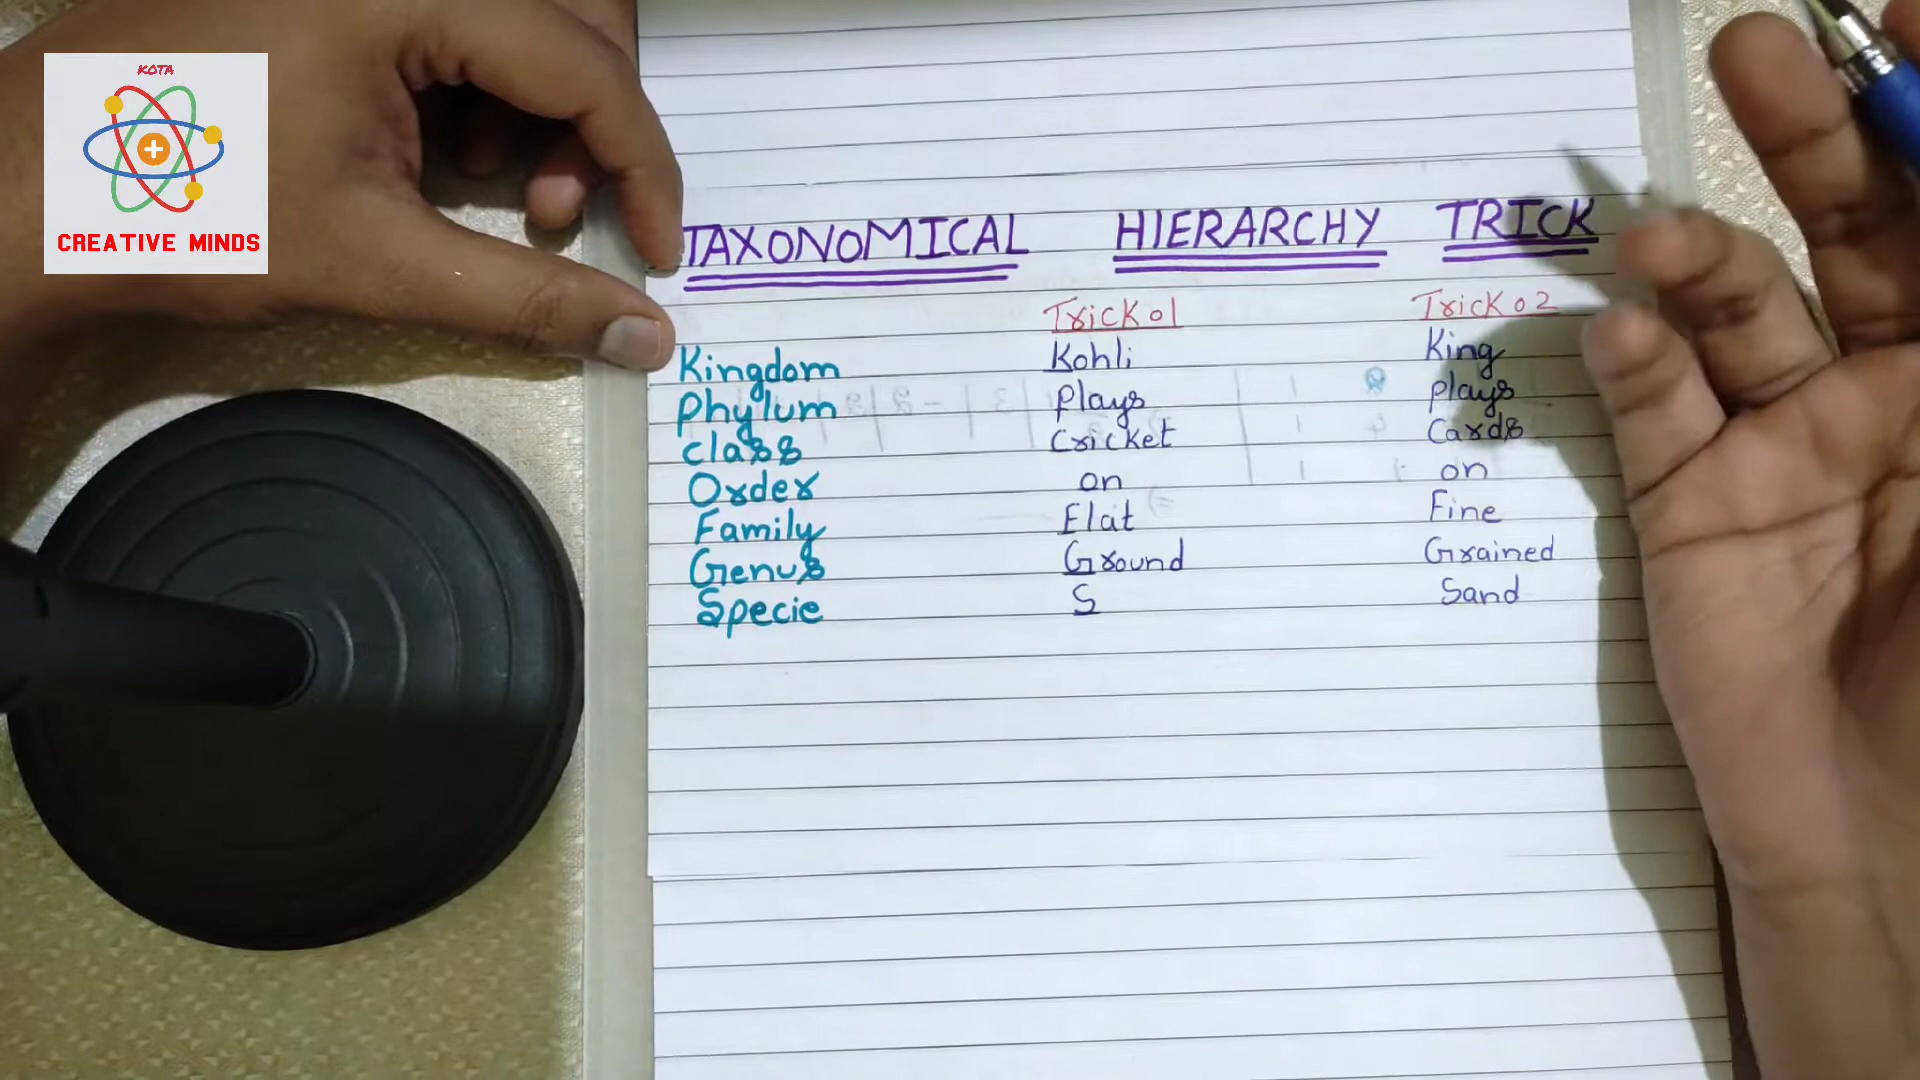 KOTA
CREATIVE MINDS
TAXONOMICAL HIERARCHY TRICK
Trick 01 Trick 02
Kingdom Kohli King
Phylum Plays Plays
Class Cricket Cards
Order on on
Family Flat Fine
Genus Ground Grained
Specie S Sand